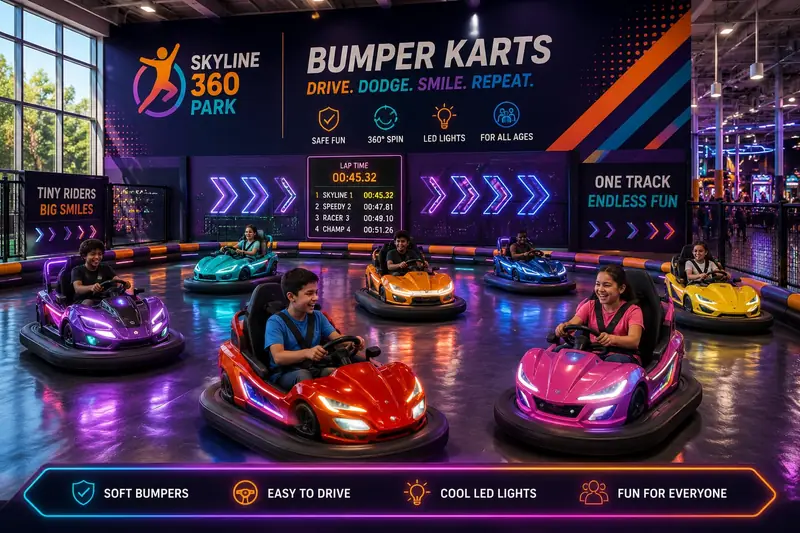 SKYLINE
360
PARK
BUMPER KARTS
DRIVE. DODGE. SMILE. REPEAT.
SAFE FUN
360° SPIN
LED LIGHTS
FOR ALL AGES
TINY RIDERS
BIG SMILES
LAP TIME
00:45.32
1 SKYLINE 1 00:45.32
2 SPEEDY 2 00:47.81
3 RACER 3 00:49.10
4 CHAMP 4 00:51.26
ONE TRACK
ENDLESS FUN
SOFT BUMPERS
EASY TO DRIVE
COOL LED LIGHTS
FUN FOR EVERYONE